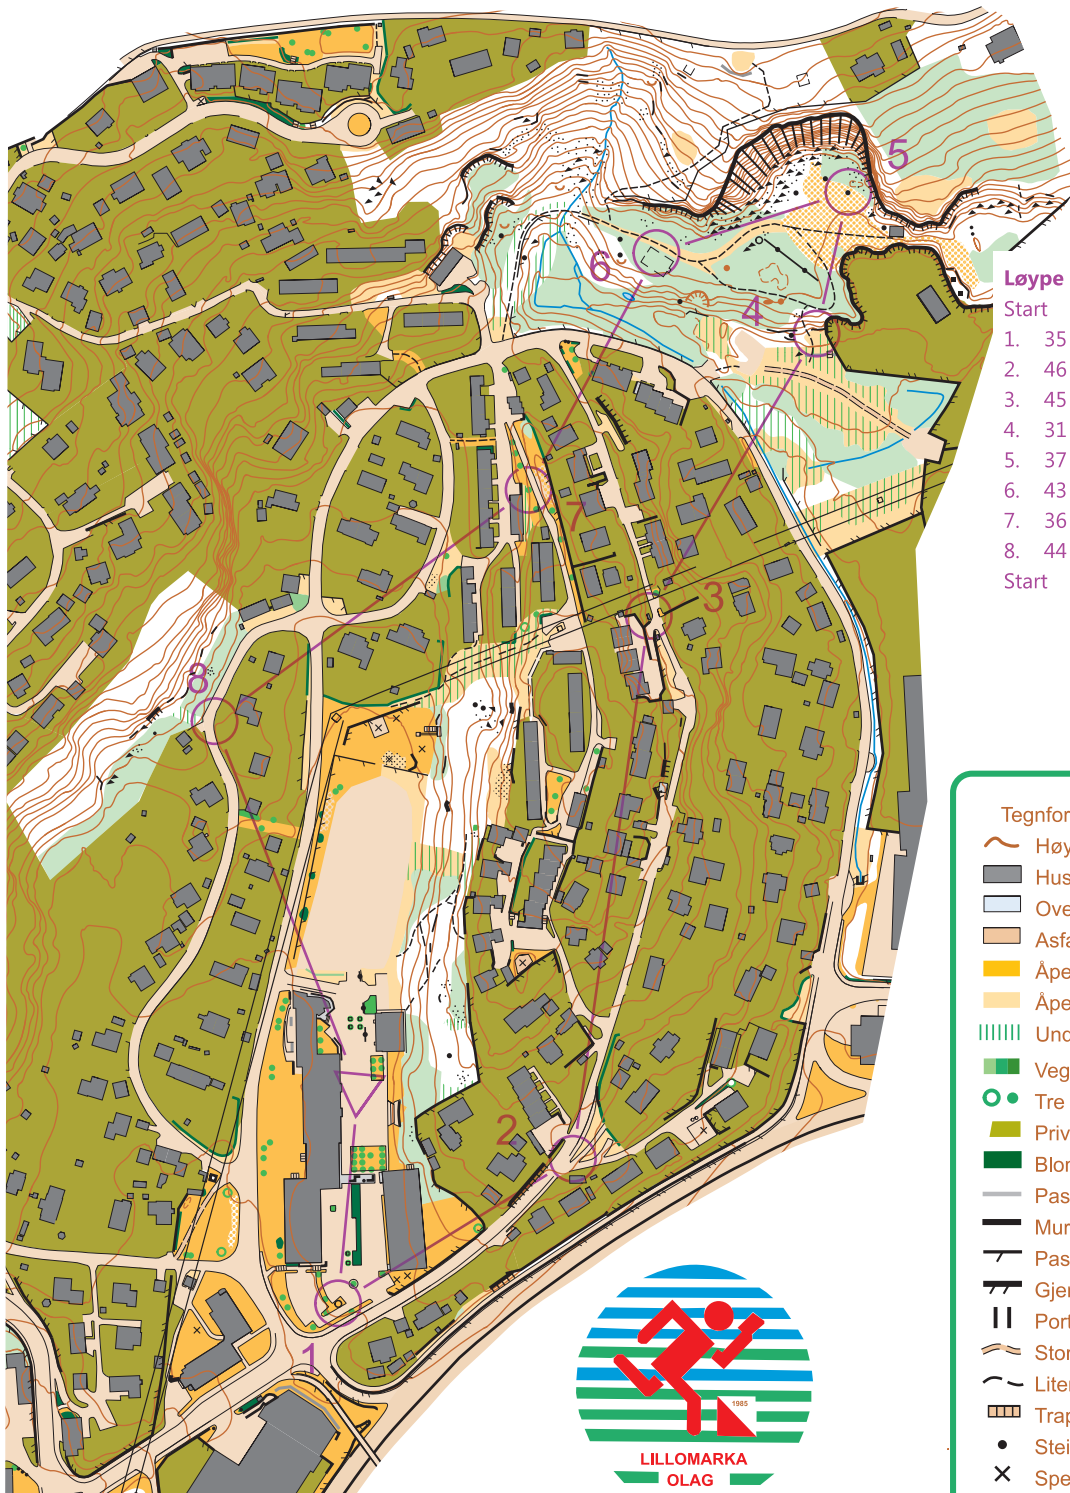 5
6
4
Løype
Start
1. 35
2. 46
3. 45
4. 31
5. 37
6. 43
7. 36
8. 44
Start
7
3
8
2
1
Tegnfor
Høy
Hus
Ove
Asfa
Åpe
Åpe
Und
Veg
Tre
Priv
Blon
Pas
Mur
Pas
Gjer
Port
Stor
Liter
Trap
Stei
Spe
1985
LILLOMARKA
OLAG